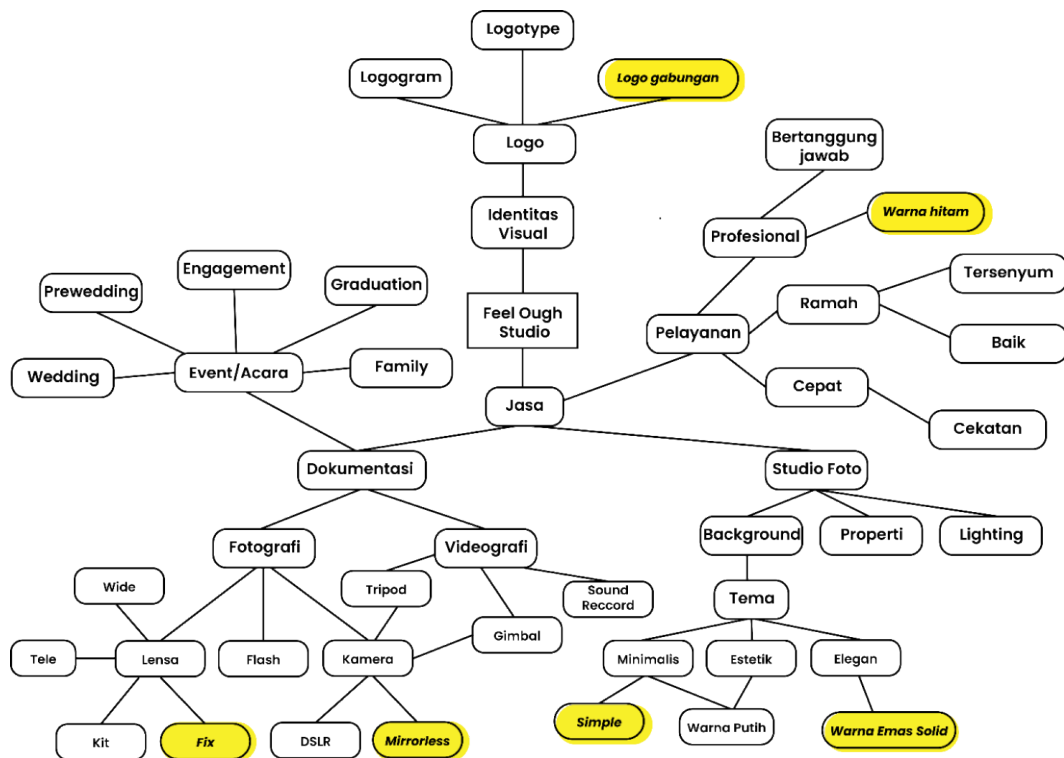 Logotype
Logogram
Logo gabungan
Logo
Bertanggung
jawab
Identitas
Visual
Warna hitam
Profesional
Engagement
Tersenyum
Prewedding
Graduation
Ramah
Feel Ough
Studio
Pelayanan
Baik
Wedding
Event/Acara
Family
Cepat
Jasa
Cekatan
Dokumentasi
Studio Foto
Fotografi
Videografi
Background
Properti
Lighting
Wide
Tripod
Sound
Reccord
Tema
Gimbal
Tele
Lensa
Flash
Kamera
Minimalis
Estetik
Elegan
Kit
Fix
DSLR
Mirrorless
Simple
Warna Putih
Warna Emas Solid